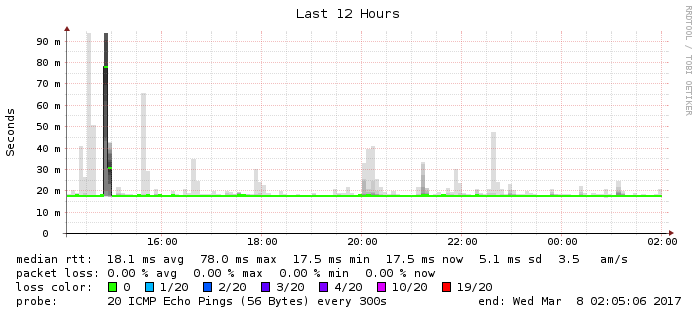 Last 12 Hours
RRDTOOL / TOBI OETIKER
Seconds
90 m
80 m
70 m
60 m
50 m
40 m
30 m
20 m
10 m
0
16:00 18:00 20:00 22:00 00:00 02:00
median rtt: 18.1 ms avg 78.0 ms max 17.5 ms min 17.5 ms now 5.1 ms sd 3.5 am/s
packet loss: 0.00 % avg 0.00 % max 0.00 % min 0.00 % now
loss color: 0 1/20 2/20 3/20 4/20 10/20 19/20
probe: 20 ICMP Echo Pings (56 Bytes) every 300s end: Wed Mar 8 02:05:06 2017